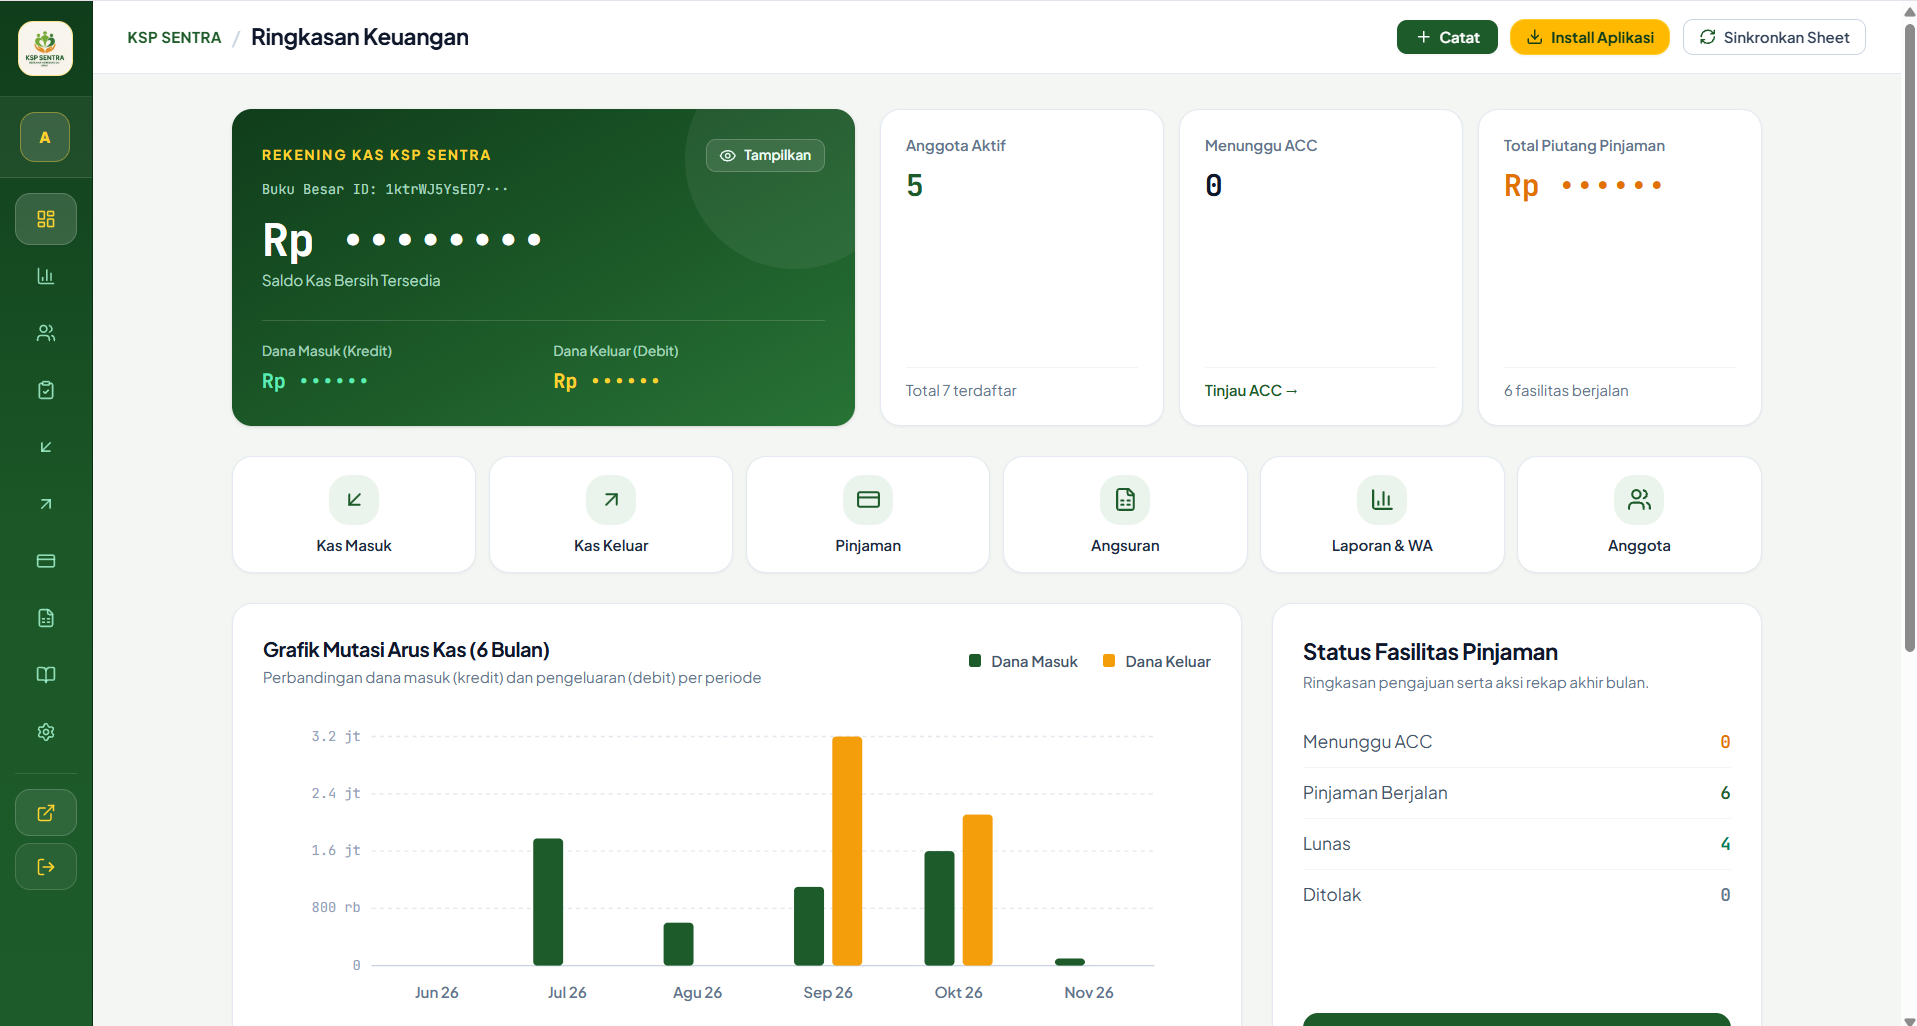 KSP SENTRA
A
KSP SENTRA / Ringkasan Keuangan
+ Catat
Install Aplikasi
Sinkronkan Sheet
REKENING KAS KSP SENTRA
Tampilkan
Buku Besar ID: 1ktrWJ5YsED7···
Rp ••••••••
Saldo Kas Bersih Tersedia
Dana Masuk (Kredit)
Rp ••••••
Dana Keluar (Debit)
Rp ••••••
Anggota Aktif
5
Total 7 terdaftar
Menunggu ACC
0
Tinjau ACC →
Total Piutang Pinjaman
Rp ••••••
6 fasilitas berjalan
Kas Masuk
Kas Keluar
Pinjaman
Angsuran
Laporan & WA
Anggota
Grafik Mutasi Arus Kas (6 Bulan)
Perbandingan dana masuk (kredit) dan pengeluaran (debit) per periode
Dana Masuk
Dana Keluar
3.2 jt
2.4 jt
1.6 jt
800 rb
0
Jun 26
Jul 26
Agu 26
Sep 26
Okt 26
Nov 26
Status Fasilitas Pinjaman
Ringkasan pengajuan serta aksi rekap akhir bulan.
Menunggu ACC 0
Pinjaman Berjalan 6
Lunas 4
Ditolak 0